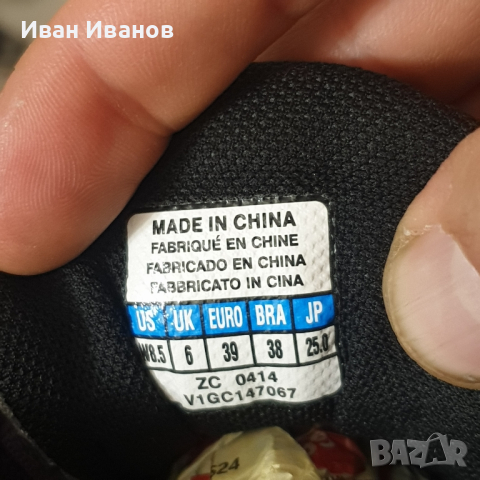 Иван Иванов
MADE IN CHINA
FABRIQUÉ EN CHINE
FABRICADO EN CHINA
FABBRICATO IN CINA
US UK EURO BRA JP
W8.5 6 39 38 25.0
ZC 0414
V1GC147067
S24
BAZAR